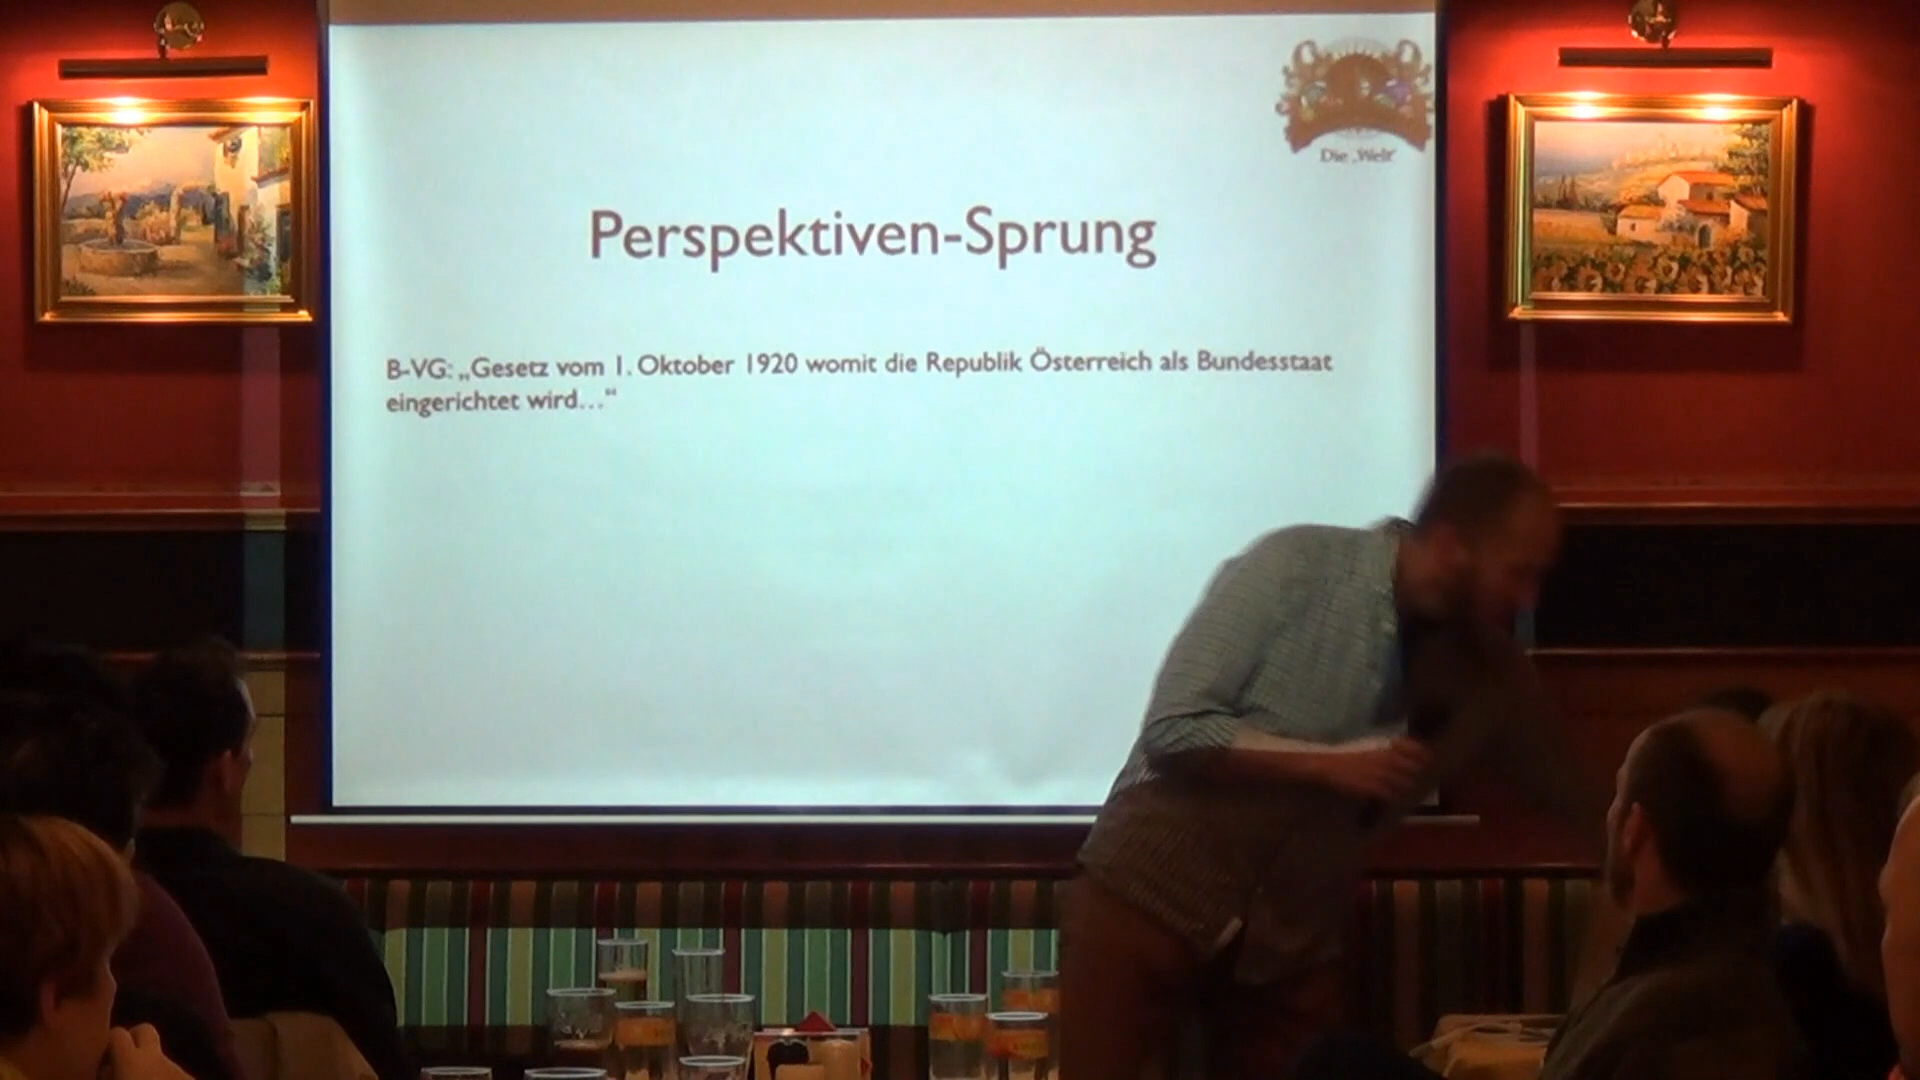 Die „Welt“
Perspektiven-Sprung
B-VG: „Gesetz vom 1. Oktober 1920 womit die Republik Österreich als Bundesstaat
eingerichtet wird…“